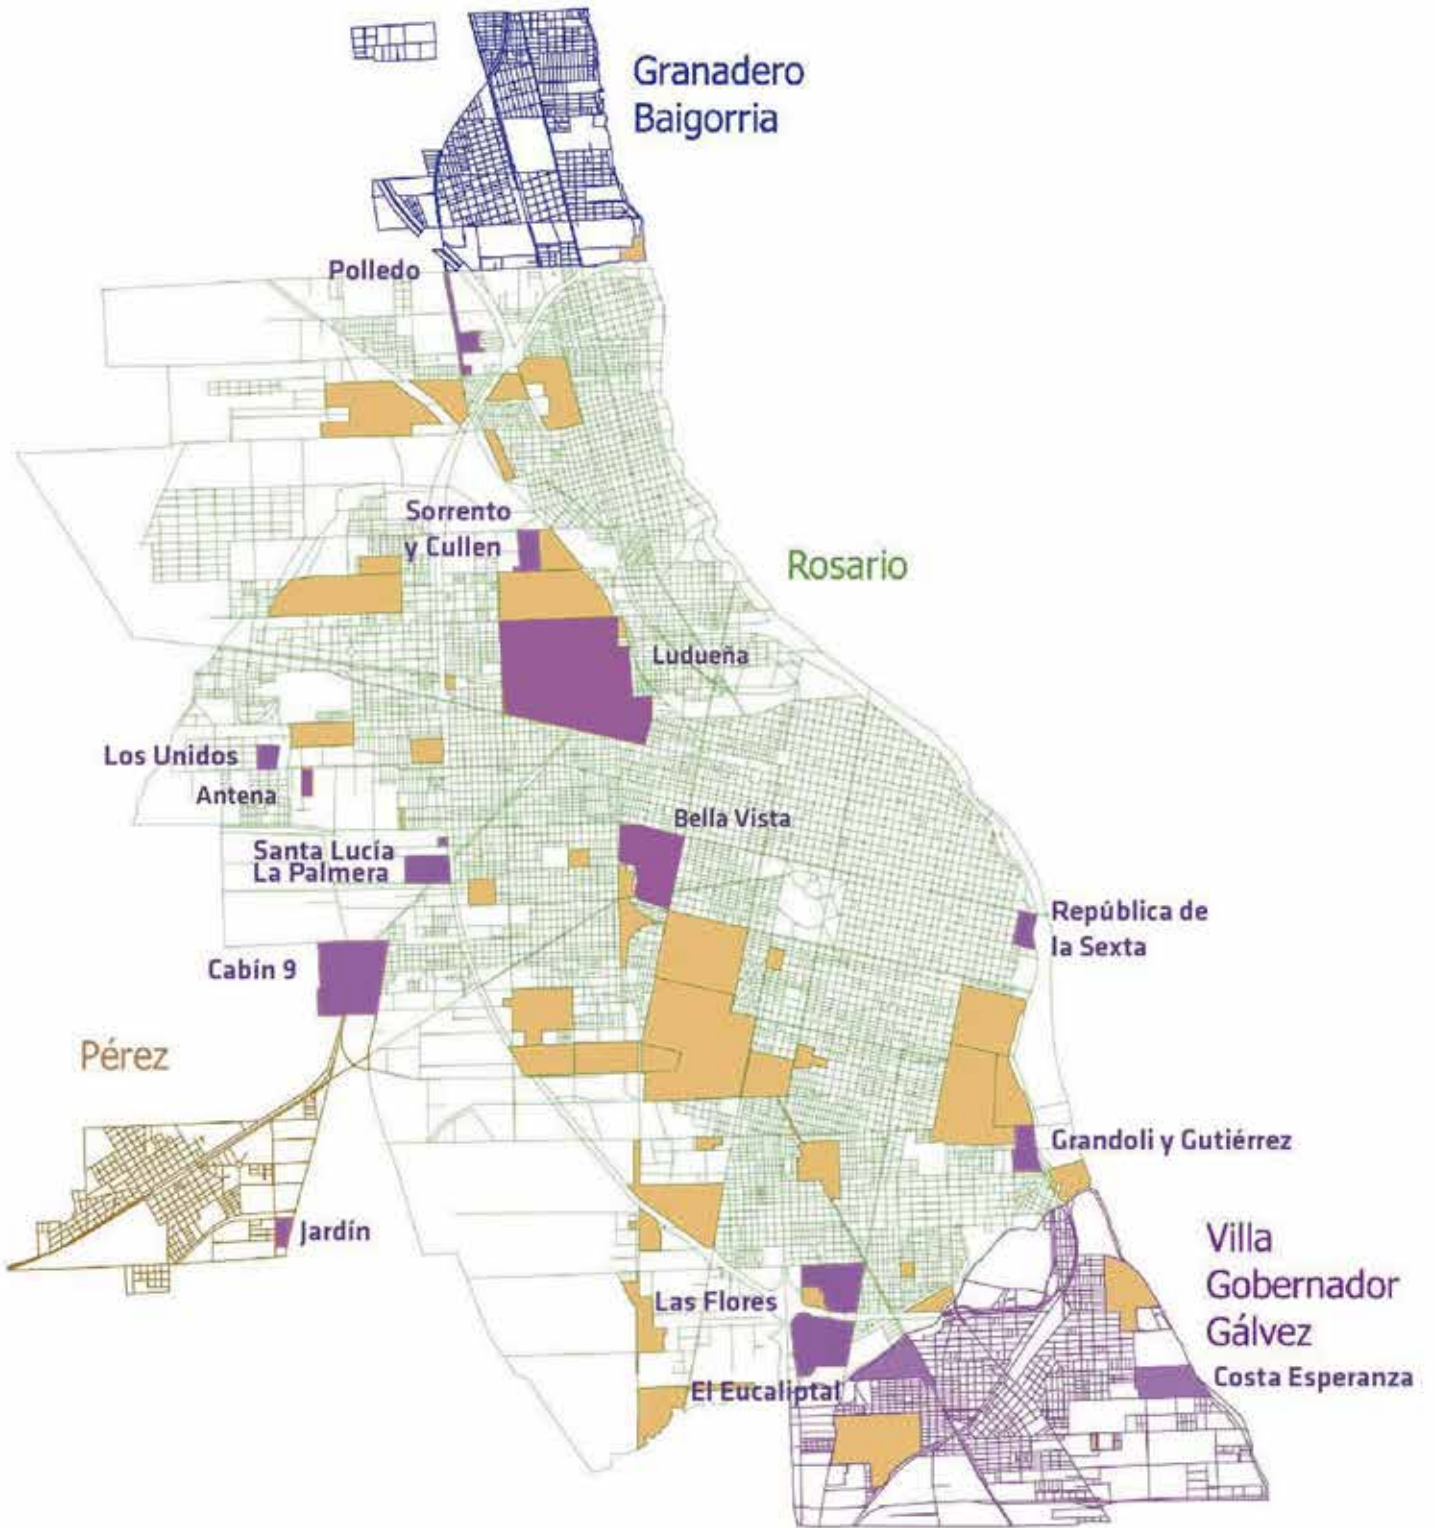 Granadero
Baigorria
Polledo
Sorrento
y Cullen
Rosario
Ludueña
Los Unidos
Antena
Bella Vista
Santa Lucía
La Palmera
República de
la Sexta
Cabín 9
Pérez
Grandoli y Gutiérrez
Jardín
Villa
Gobernador
Gálvez
Las Flores
Costa Esperanza
El Eucaliptal